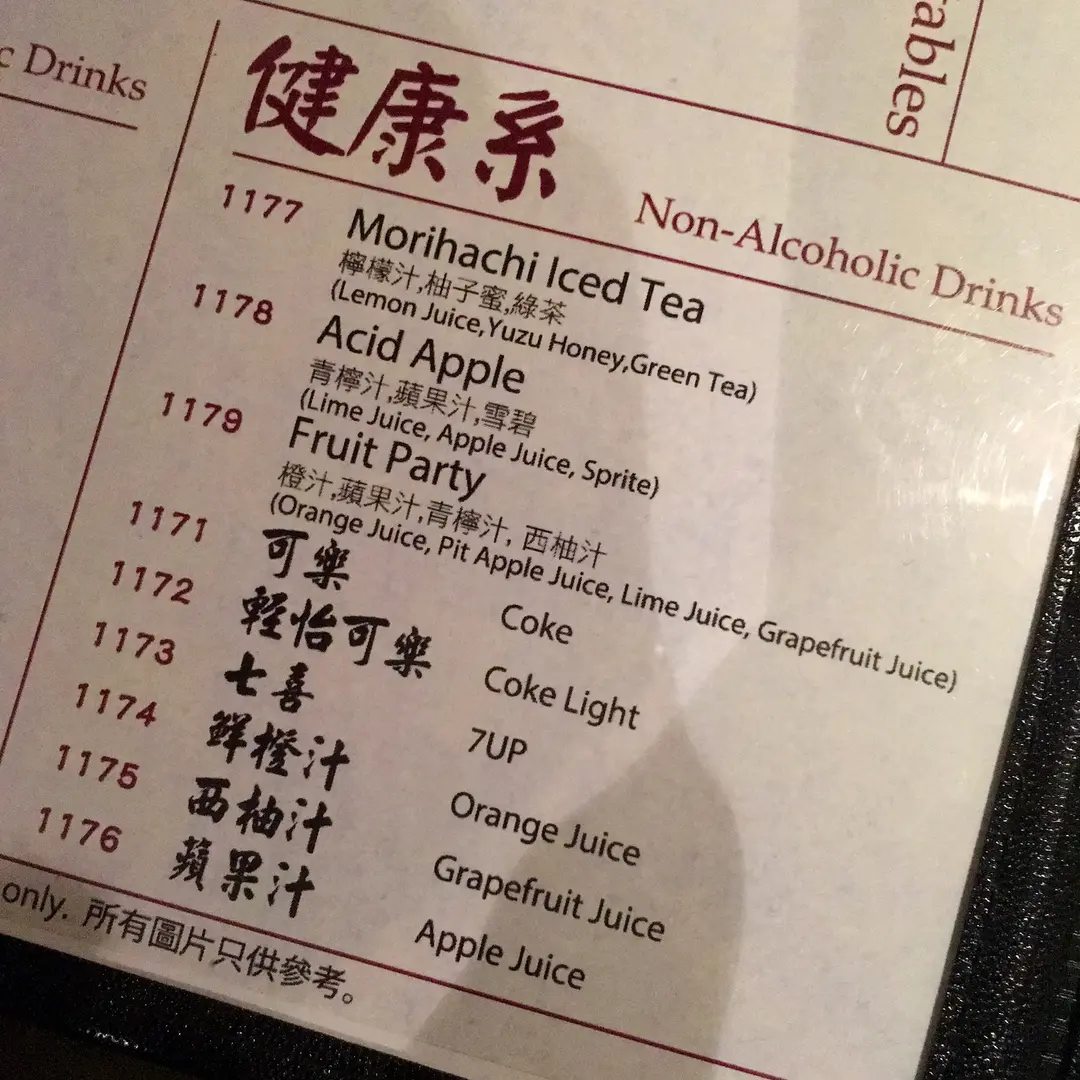 c Drinks
ables
健康系
Non-Alcoholic Drinks
1177 Morihachi Iced Tea
檸檬汁,柚子蜜,綠茶
(Lemon Juice,Yuzu Honey,Green Tea)
1178 Acid Apple
青檸汁,蘋果汁,雪碧
(Lime Juice, Apple Juice, Sprite)
1179 Fruit Party
橙汁,蘋果汁,青檸汁, 西柚汁
(Orange Juice, Pit Apple Juice, Lime Juice, Grapefruit Juice)
1171 可樂 Coke
1172 輕怡可樂 Coke Light
1173 七喜 7UP
1174 鮮橙汁 Orange Juice
1175 西柚汁 Grapefruit Juice
1176 蘋果汁 Apple Juice
only. 所有圖片只供參考。